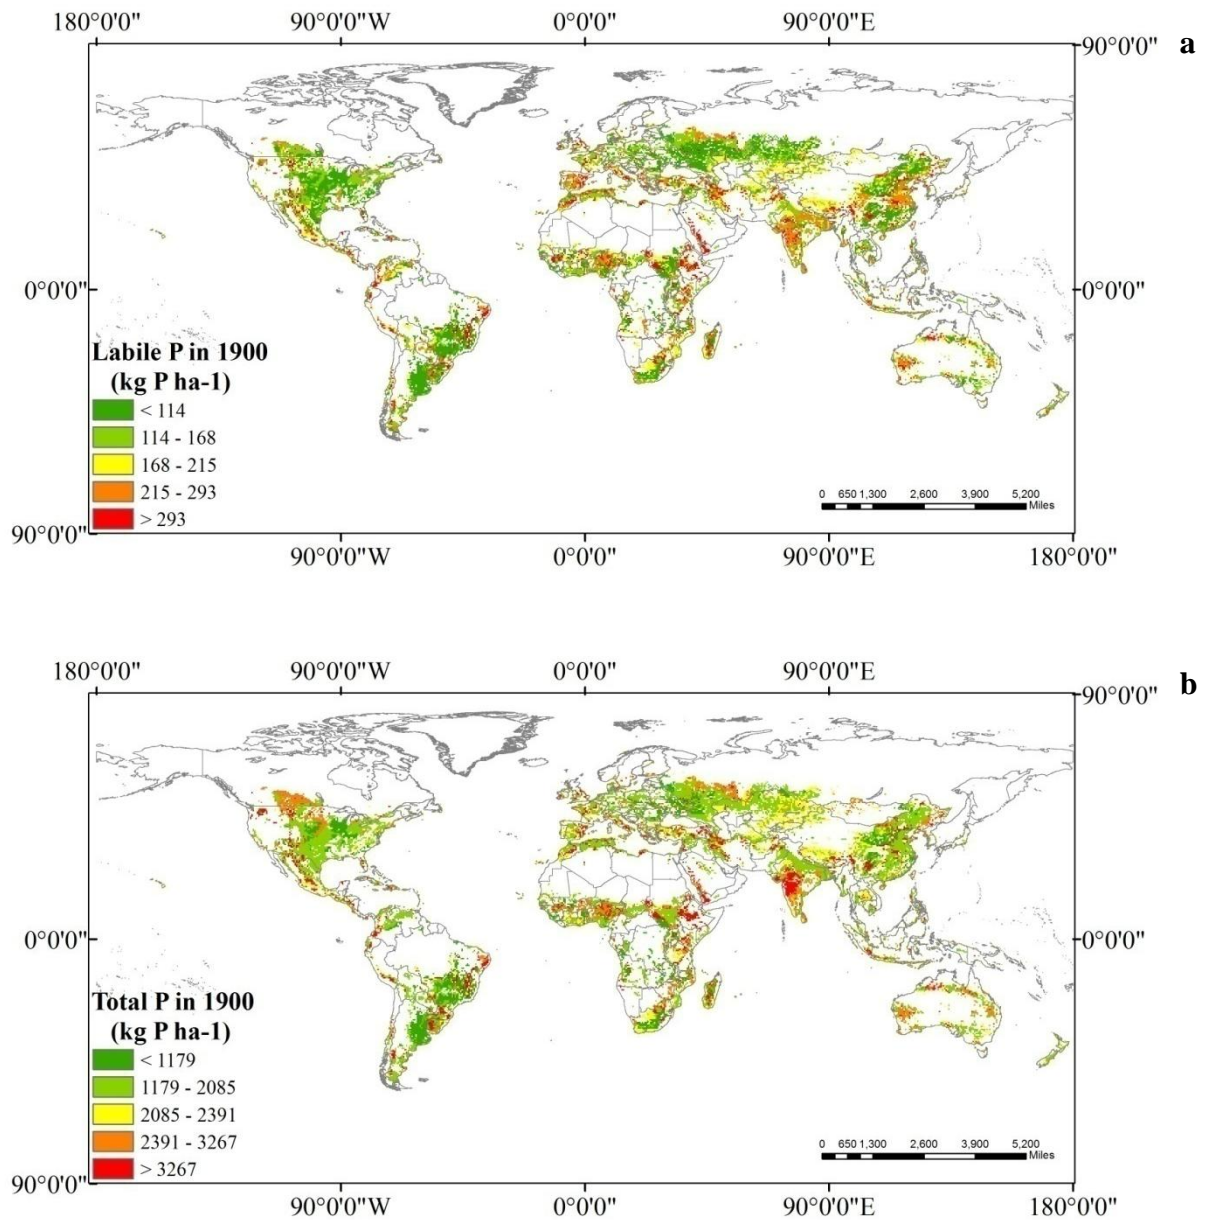 180°0'0" 90°0'0"W 0°0'0" 90°0'0"E
90°0'0" a
0°0'0" 0°0'0"
Labile P in 1900
(kg P ha-1)
< 114
114 - 168
168 - 215
215 - 293
> 293
0 650 1,300 2,600 3,900 5,200
Miles
90°0'0"
90°0'0"W 0°0'0" 90°0'0"E 180°0'0"
180°0'0" 90°0'0"W 0°0'0" 90°0'0"E
90°0'0" b
0°0'0" 0°0'0"
Total P in 1900
(kg P ha-1)
< 1179
1179 - 2085
2085 - 2391
2391 - 3267
> 3267
0 650 1,300 2,600 3,900 5,200
Miles
90°0'0"
90°0'0"W 0°0'0" 90°0'0"E 180°0'0"